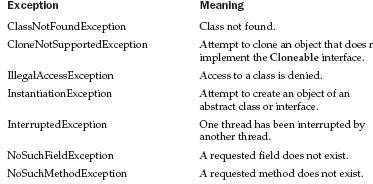 Exception Meaning
ClassNotFoundException Class not found.
CloneNotSupportedException Attempt to clone an object that does
implement the Cloneable interface.
IllegalAccessException Access to a class is denied.
InstantiationException Attempt to create an object of an
abstract class or interface.
InterruptedException One thread has been interrupted by
another thread.
NoSuchFieldException A requested field does not exist.
NoSuchMethodException A requested method does not exist.